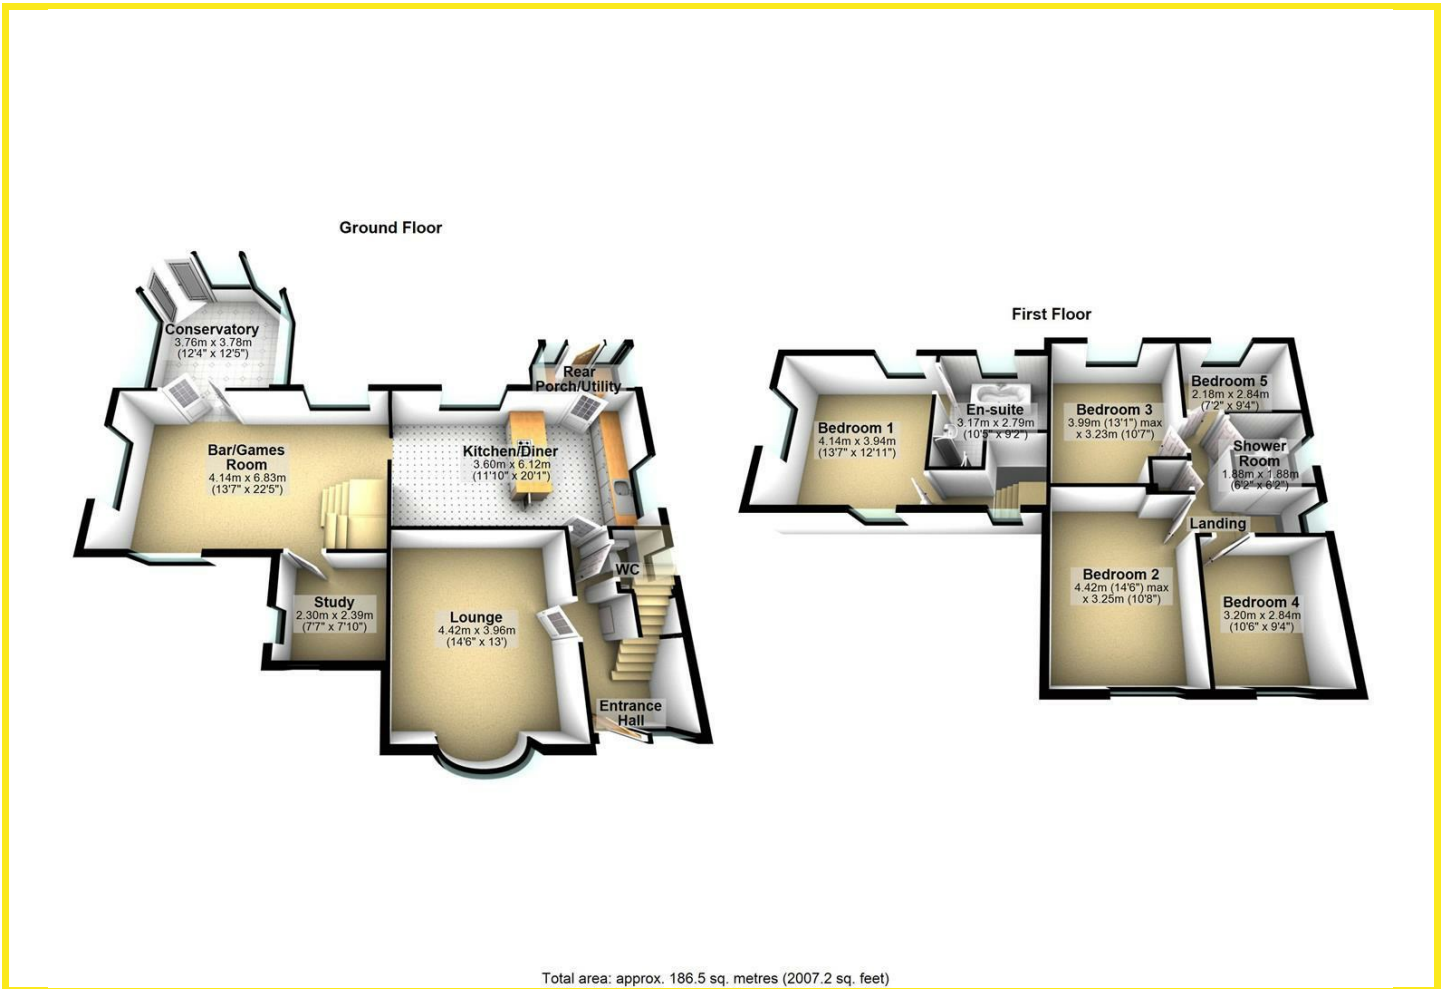 Ground Floor
Conservatory
3.76m x 3.78m
(12'4" x 12'5")
Rear
Porch/Utility
Bar/Games
Room
4.14m x 6.83m
(13'7" x 22'5")
Kitchen/Diner
3.60m x 6.12m
(11'10" x 20'1")
Study
2.30m x 2.39m
(7'7" x 7'10")
Lounge
4.42m x 3.96m
(14'6" x 13')
WC
Entrance
Hall
First Floor
Bedroom 1
4.14m x 3.94m
(13'7" x 12'11")
En-suite
3.17m x 2.79m
(10'5" x 9'2")
Bedroom 3
3.99m (13'1") max
x 3.23m (10'7")
Bedroom 5
2.18m x 2.84m
(7'2" x 9'4")
Shower
Room
1.88m x 1.88m
(6'2" x 6'2")
Landing
Bedroom 2
4.42m (14'6") max
x 3.25m (10'8")
Bedroom 4
3.20m x 2.84m
(10'6" x 9'4")
Total area: approx. 186.5 sq. metres (2007.2 sq. feet)